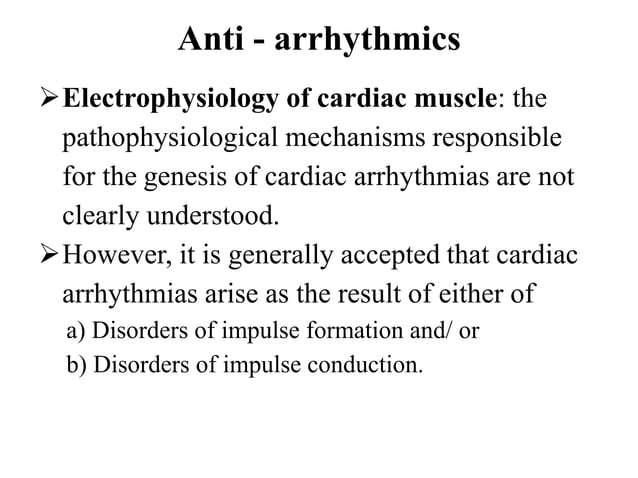 Anti - arrhythmics
➢Electrophysiology of cardiac muscle: the
pathophysiological mechanisms responsible
for the genesis of cardiac arrhythmias are not
clearly understood.
➢However, it is generally accepted that cardiac
arrhythmias arise as the result of either of
a) Disorders of impulse formation and/ or
b) Disorders of impulse conduction.